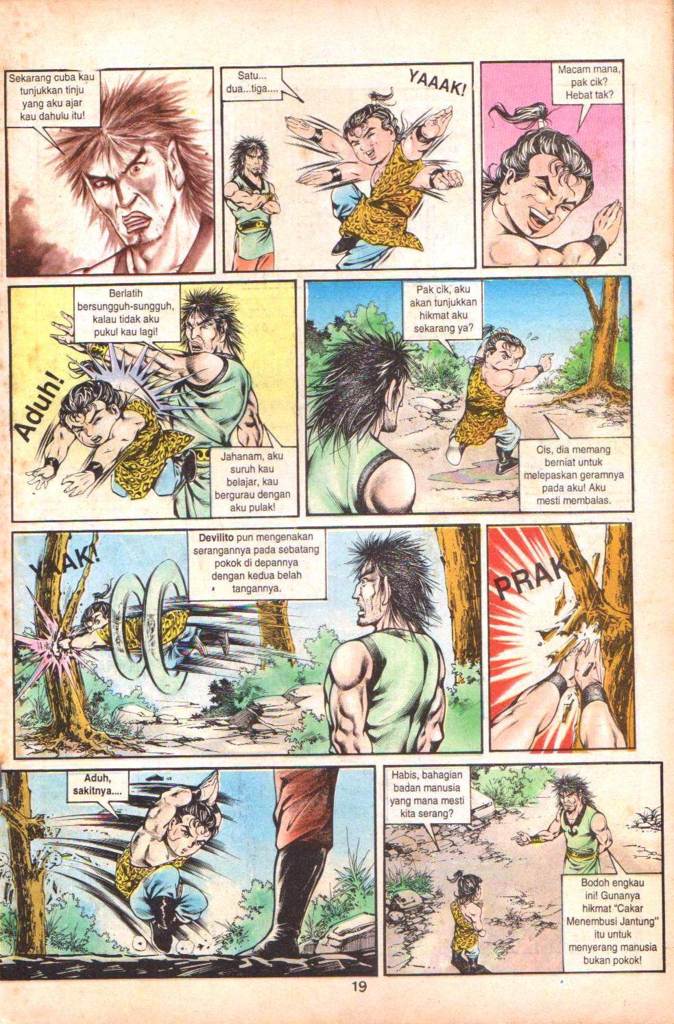 Sekarang cuba kau
tunjukkan tinju
yang aku ajar
kau dahulu itu!
Satu...
dua...tiga....
YAAAK!
Macam mana,
pak cik?
Hebat tak?
Berlatih
bersungguh-sungguh,
kalau tidak aku
pukul kau lagi!
Aduh!
Jahanam, aku
suruh kau
belajar, kau
bergurau dengan
aku pulak!
Pak cik, aku
akan tunjukkan
hikmat aku
sekarang ya?
Cis, dia memang
berniat untuk
melepaskan geramnya
pada aku! Aku
mesti membalas.
YAAK!
Devilito pun mengenakan
serangannya pada sebatang
pokok di depannya
dengan kedua belah
tangannya.
PRAK
Aduh,
sakitnya....
Habis, bahagian
badan manusia
yang mana mesti
kita serang?
Bodoh engkau
ini! Gunanya
hikmat "Cakar
Menembusi Jantung"
itu untuk
menyerang manusia
bukan pokok!
19